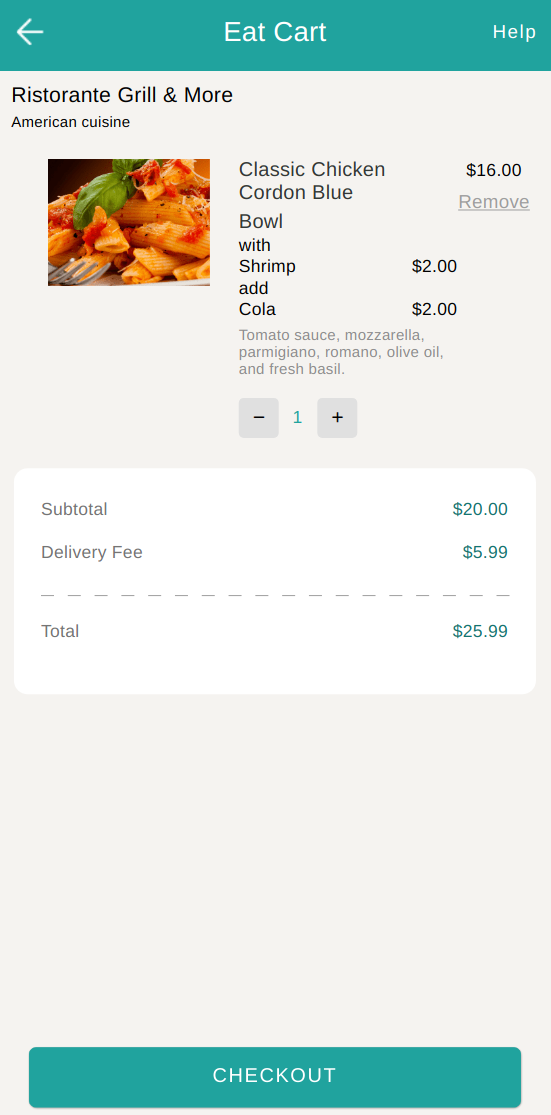 Eat Cart
Help
Ristorante Grill & More
American cuisine
Classic Chicken
Cordon Blue
Bowl
$16.00
Remove
with
Shrimp $2.00
add
Cola $2.00
Tomato sauce, mozzarella,
parmigiano, romano, olive oil,
and fresh basil.
− 1 +
Subtotal $20.00
Delivery Fee $5.99
Total $25.99
CHECKOUT